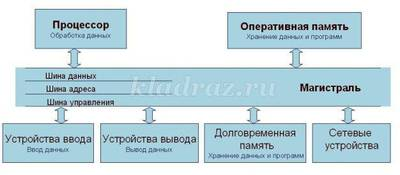 Процессор
Обработка данных
Оперативная память
Хранение данных и программ
Шина данных
Шина адреса
Шина управления
Магистраль
kladraz.ru
Устройства ввода
Ввод данных
Устройства вывода
Вывод данных
Долговременная
память
Хранение данных и программ
Сетевые
устройства